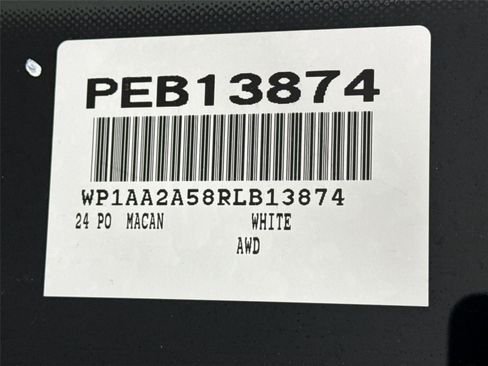 PEB13874
WP1AA2A58RLB13874
24 PO MACAN WHITE
AWD